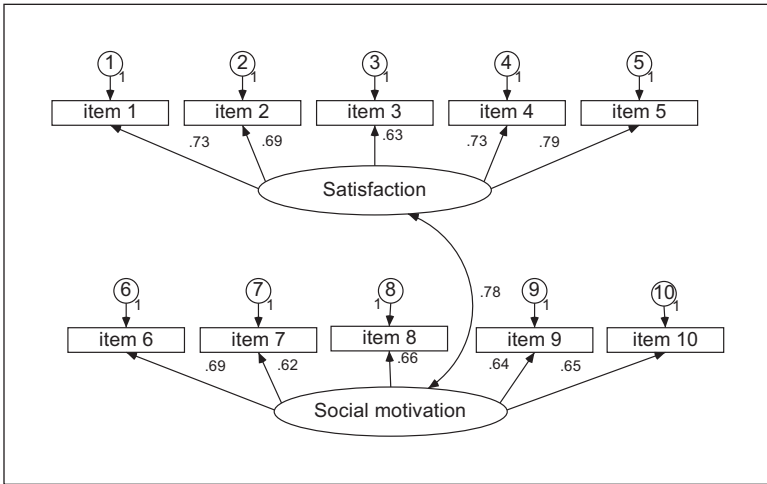 1 2 3 4 5
1 1 1 1 1
item 1 item 2 item 3 item 4 item 5
.73 .69 .63 .73 .79
Satisfaction
.78
6 7 8 9 10
1 1 1 1 1
item 6 item 7 item 8 item 9 item 10
.69 .62 .66 .64 .65
Social motivation